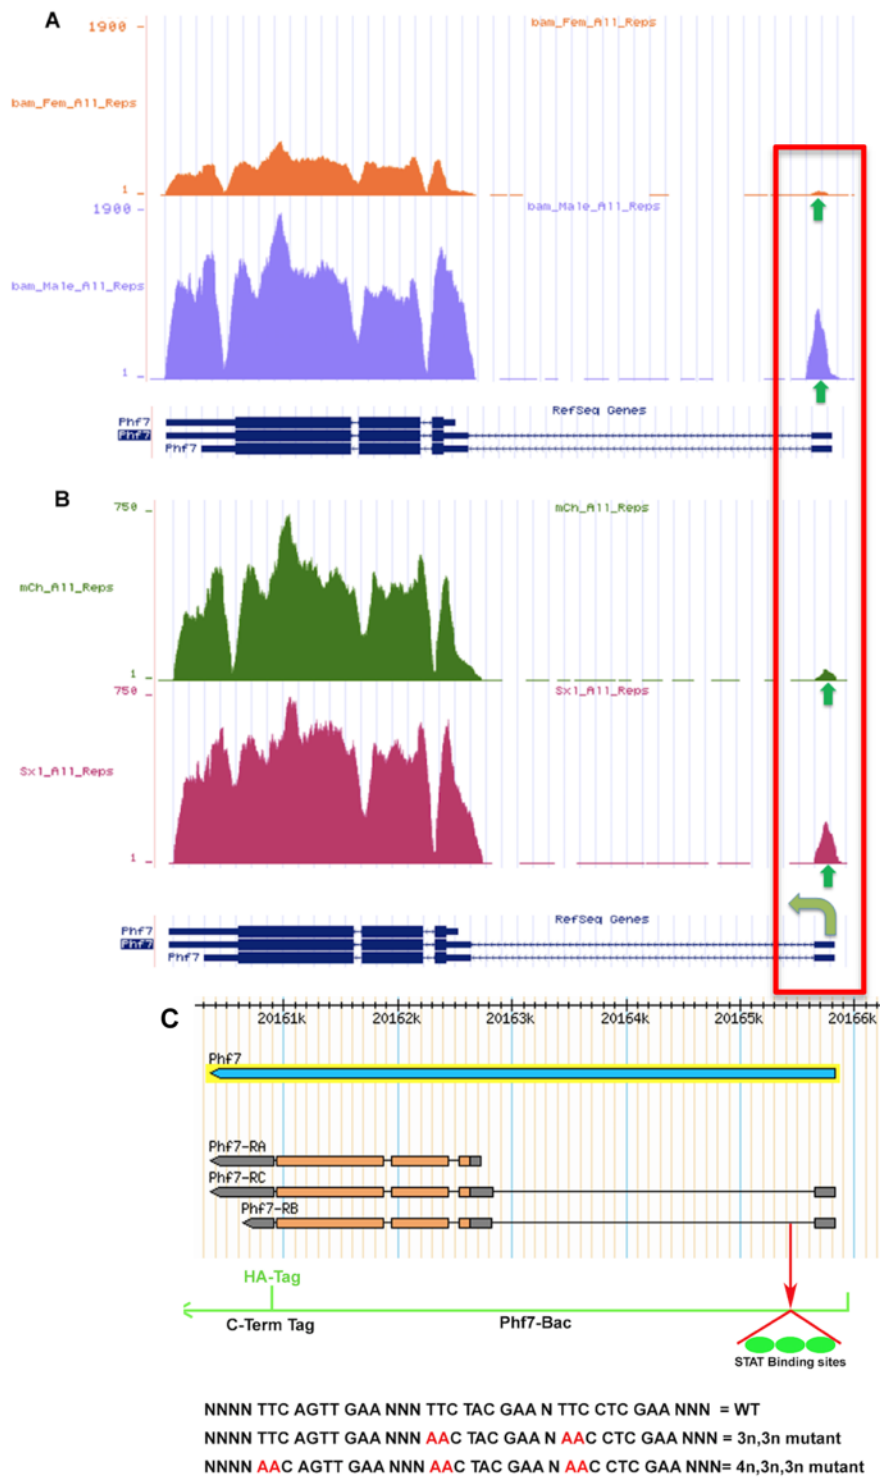 A
1900 -
bam_Fem_All_Reps
bam_Fem_All_Reps
1 -
1900 -
bam_Male_All_Reps
bam_Male_All_Reps
1 -
RefSeq Genes
Phf7
Phf7
Phf7
B
750 -
mCh_All_Reps
mCh_All_Reps
1 -
750 -
Sxl_All_Reps
Sxl_All_Reps
1 -
RefSeq Genes
Phf7
Phf7
Phf7
C
20161k 20162k 20163k 20164k 20165k 20166k
Phf7
Phf7-RA
Phf7-RC
Phf7-RB
HA-Tag
C-Term Tag Phf7-Bac
STAT Binding sites
NNNN TTC AGTT GAA NNN TTC TAC GAA N TTC CTC GAA NNN = WT
NNNN TTC AGTT GAA NNN AAC TAC GAA N AAC CTC GAA NNN = 3n,3n mutant
NNNN AAC AGTT GAA NNN AAC TAC GAA N AAC CTC GAA NNN= 4n,3n,3n mutant